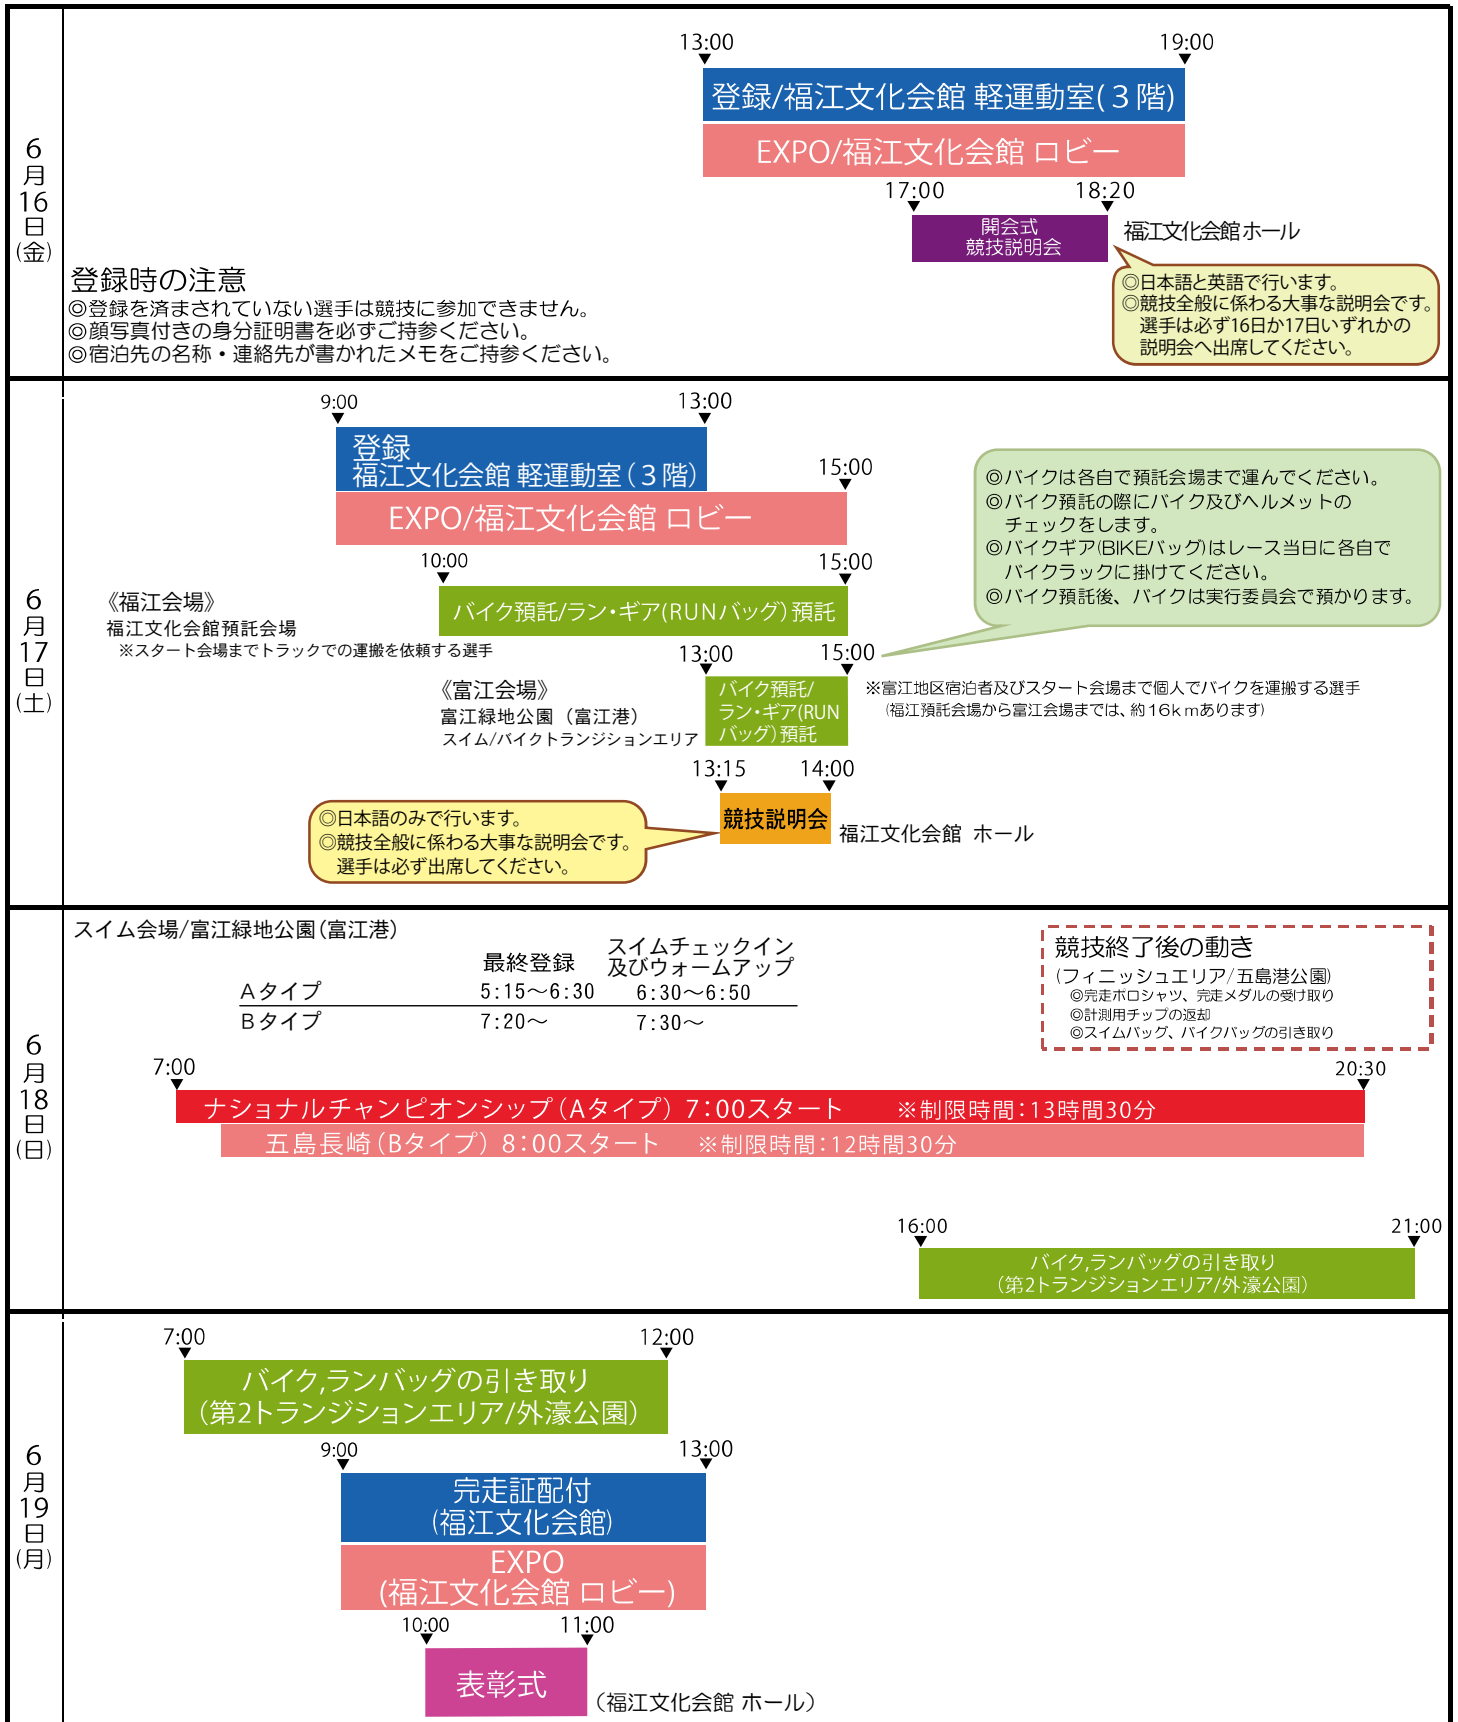 6
月
16
日
(金)
13:00
19:00
登録/福江文化会館 軽運動室(３階)
EXPO/福江文化会館 ロビー
17:00
18:20
開会式
競技説明会
福江文化会館ホール
◎日本語と英語で行います。
◎競技全般に係わる大事な説明会です。
選手は必ず16日か17日いずれかの
説明会へ出席してください。
登録時の注意
◎登録を済まされていない選手は競技に参加できません。
◎顔写真付きの身分証明書を必ずご持参ください。
◎宿泊先の名称・連絡先が書かれたメモをご持参ください。
6
月
17
日
(土)
9:00
13:00
登録
福江文化会館 軽運動室（３階）
15:00
EXPO/福江文化会館 ロビー
10:00
15:00
《福江会場》
福江文化会館預託会場
※スタート会場までトラックでの運搬を依頼する選手
バイク預託/ラン・ギア(RUNバッグ）預託
◎バイクは各自で預託会場まで運んでください。
◎バイク預託の際にバイク及びヘルメットの
チェックをします。
◎バイクギア(BIKEバッグ)はレース当日に各自で
バイクラックに掛けてください。
◎バイク預託後、バイクは実行委員会で預かります。
13:00
15:00
《富江会場》
富江緑地公園（富江港）
スイム/バイクトランジションエリア
バイク預託/
ラン・ギア(RUN
バッグ）預託
※富江地区宿泊者及びスタート会場まで個人でバイクを運搬する選手
(福江預託会場から富江会場までは、約16ｋｍあります)
13:15
14:00
競技説明会
福江文化会館 ホール
◎日本語のみで行います。
◎競技全般に係わる大事な説明会です。
選手は必ず出席してください。
6
月
18
日
(日)
スイム会場/富江緑地公園（富江港）
最終登録
スイムチェックイン
及びウォームアップ
Aタイプ
5:15～6:30
6:30～6:50
Bタイプ
7:20～
7:30～
競技終了後の動き
(フィニッシュエリア/五島港公園)
◎完走ポロシャツ、完走メダルの受け取り
◎計測用チップの返却
◎スイムバッグ、バイクバッグの引き取り
7:00
20:30
ナショナルチャンピオンシップ（Aタイプ）7：00スタート ※制限時間：13時間30分
五島長崎（Bタイプ）8：00スタート ※制限時間：12時間30分
16:00
21:00
バイク,ランバッグの引き取り
（第2トランジションエリア/外濠公園）
6
月
19
日
(月)
7:00
12:00
バイク,ランバッグの引き取り
（第2トランジションエリア/外濠公園）
9:00
13:00
完走証配付
(福江文化会館)
EXPO
(福江文化会館 ロビー)
10:00
11:00
表彰式
（福江文化会館 ホール）